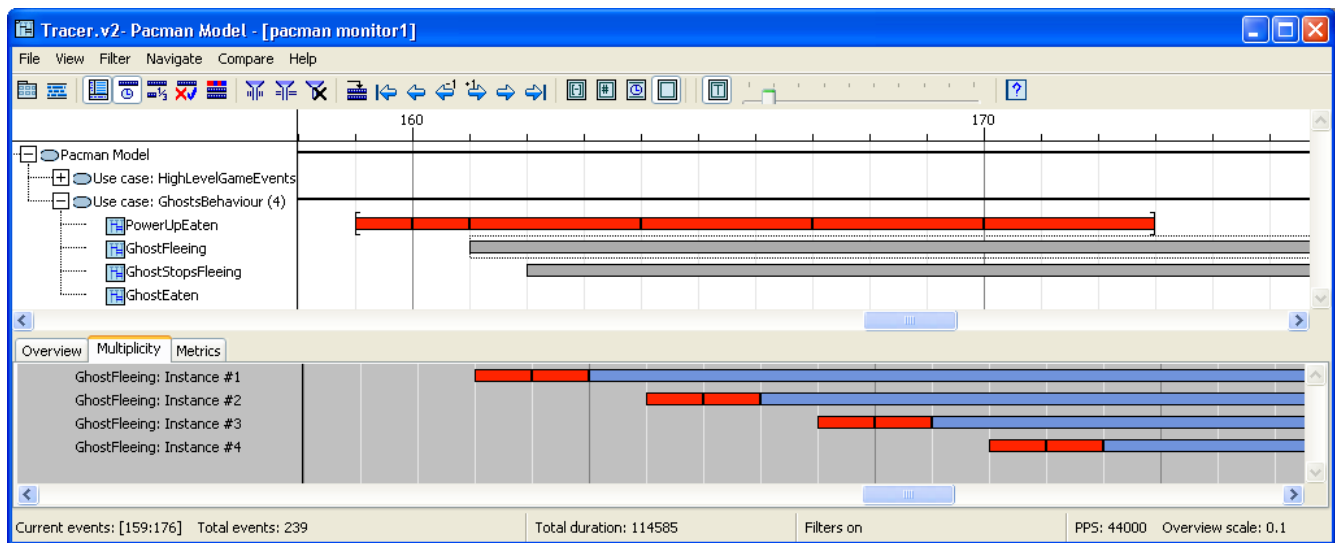 Tracer.v2- Pacman Model - [pacman monitor1]
File View Filter Navigate Compare Help
160 170
Pacman Model
Use case: HighLevelGameEvents
Use case: GhostsBehaviour (4)
PowerUpEaten
GhostFleeing
GhostStopsFleeing
GhostEaten
Overview Multiplicity Metrics
GhostFleeing: Instance #1
GhostFleeing: Instance #2
GhostFleeing: Instance #3
GhostFleeing: Instance #4
Current events: [159:176] Total events: 239 Total duration: 114585 Filters on PPS: 44000 Overview scale: 0.1